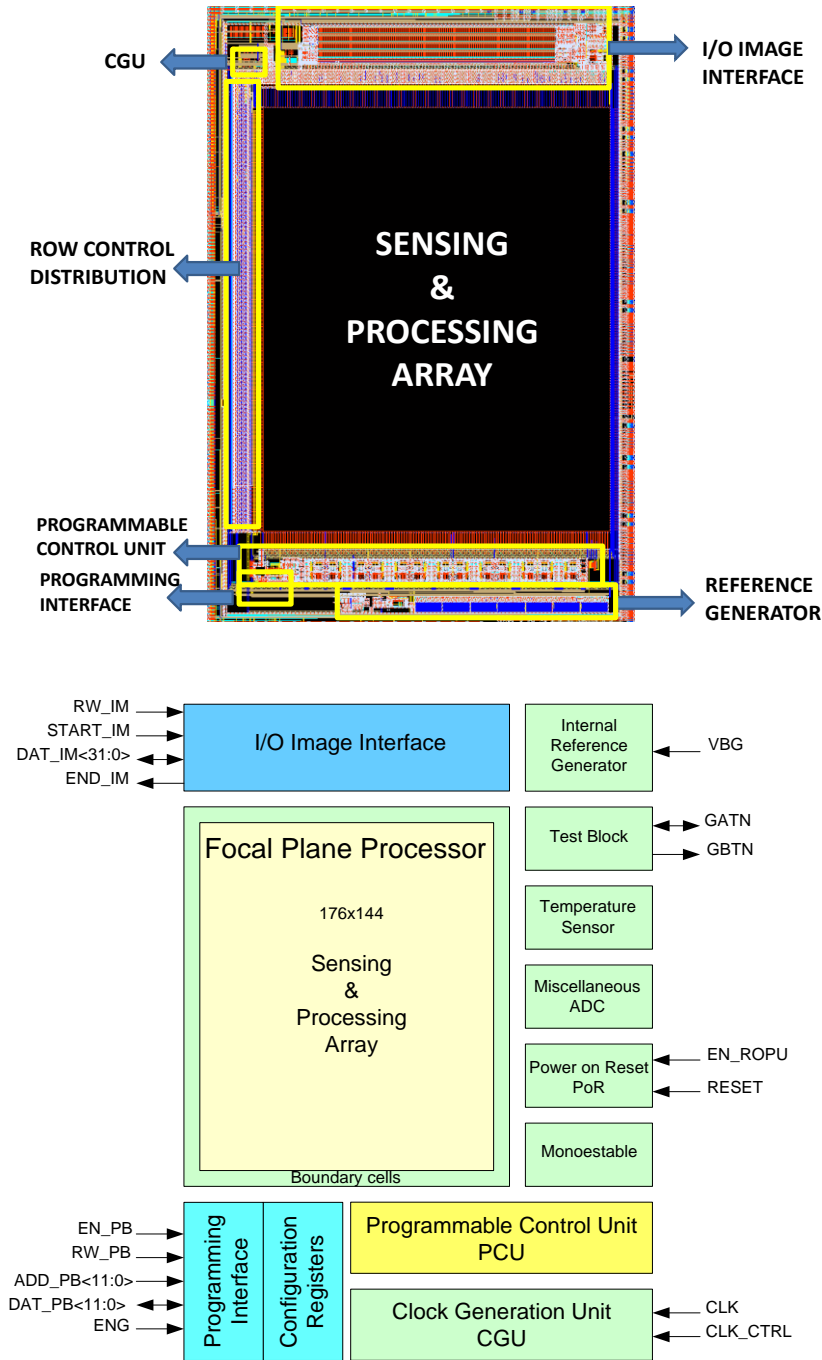 CGU
I/O IMAGE
INTERFACE
ROW CONTROL
DISTRIBUTION
SENSING
&
PROCESSING
ARRAY
PROGRAMMABLE
CONTROL UNIT
PROGRAMMING
INTERFACE
REFERENCE
GENERATOR
RW_IM
START_IM
DAT_IM<31:0>
END_IM
I/O Image Interface
Internal
Reference
Generator
VBG
Focal Plane Processor
176x144
Sensing
&
Processing
Array
Boundary cells
Test Block
GATN
GBTN
Temperature
Sensor
Miscellaneous
ADC
Power on Reset
PoR
EN_ROPU
RESET
Monoestable
EN_PB
RW_PB
ADD_PB<11:0>
DAT_PB<11:0>
ENG
Programming
Interface
Configuration
Registers
Programmable Control Unit
PCU
Clock Generation Unit
CGU
CLK
CLK_CTRL